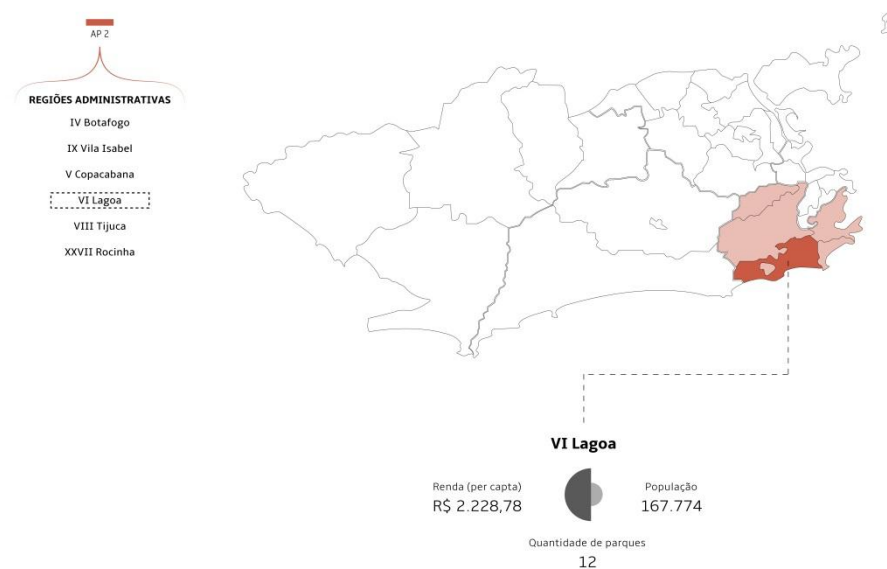 AP 2
REGIÕES ADMINISTRATIVAS
IV Botafogo
IX Vila Isabel
V Copacabana
VI Lagoa
VIII Tijuca
XXVII Rocinha
VI Lagoa
Renda (per capta)
R$ 2.228,78
População
167.774
Quantidade de parques
12